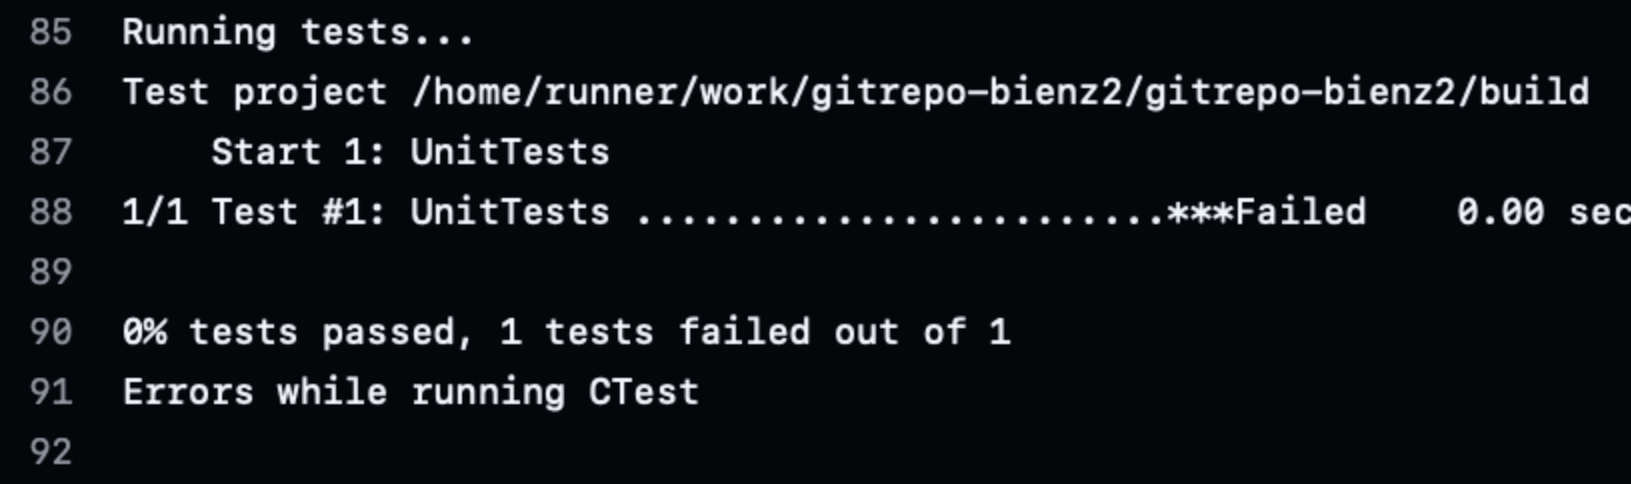 85 Running tests...
86 Test project /home/runner/work/gitrepo-bienz2/gitrepo-bienz2/build
87     Start 1: UnitTests
88 1/1 Test #1: UnitTests ........................***Failed    0.00 sec
89
90 0% tests passed, 1 tests failed out of 1
91 Errors while running CTest
92